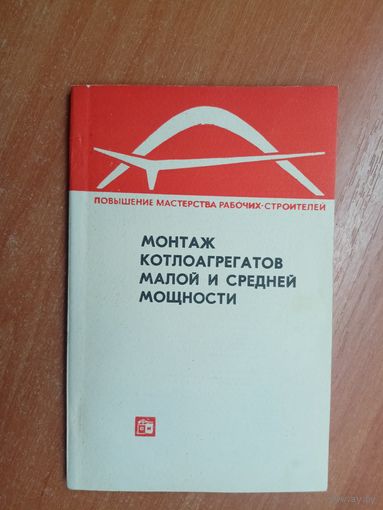 ПОВЫШЕНИЕ МАСТЕРСТВА РАБОЧИХ-СТРОИТЕЛЕЙ
МОНТАЖ
КОТЛОАГРЕГАТОВ
МАЛОЙ И СРЕДНЕЙ
МОЩНОСТИ